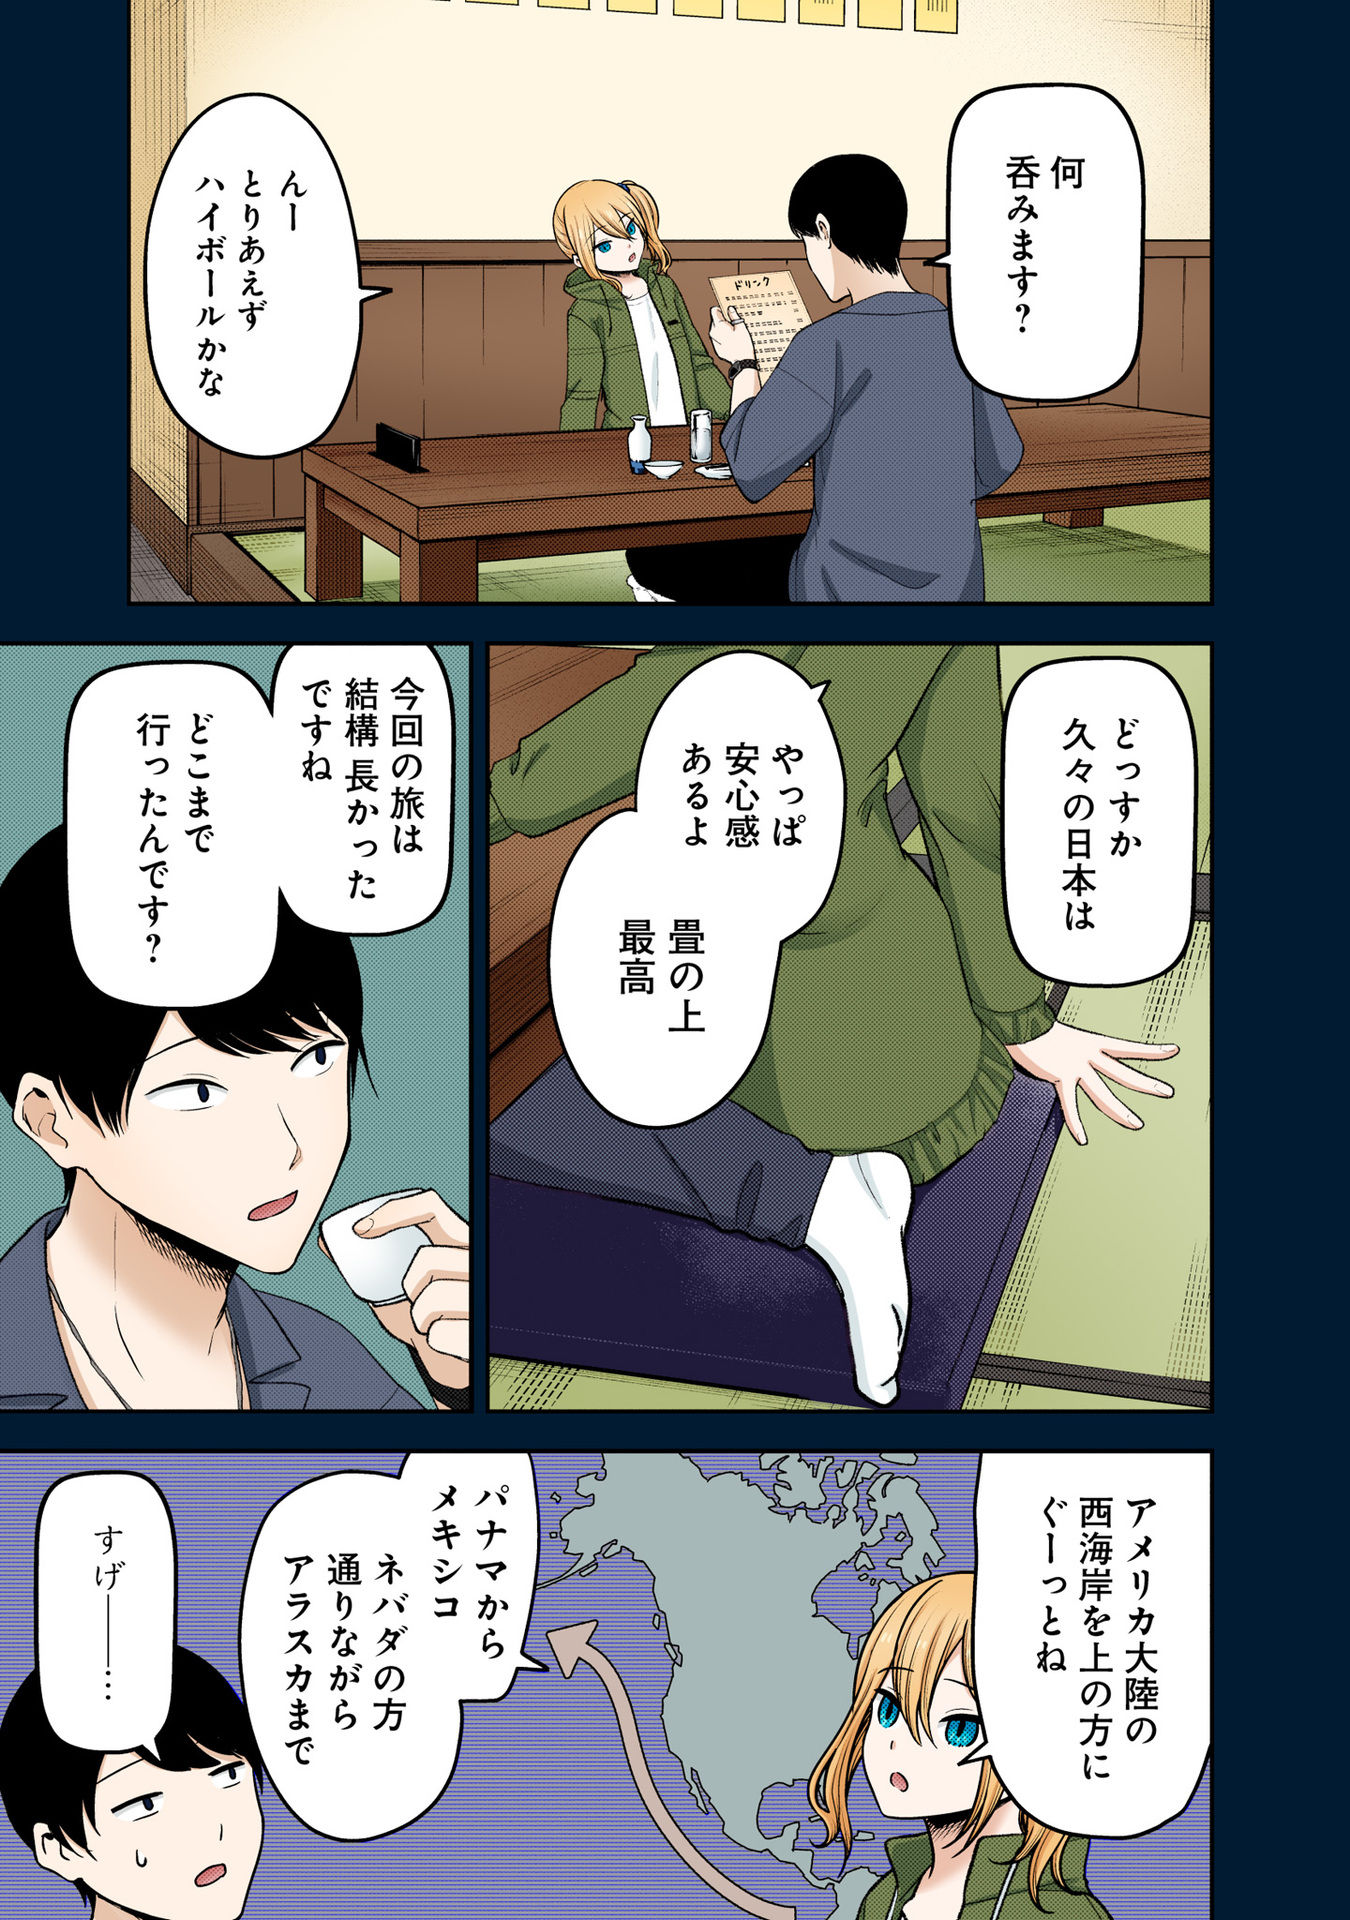 何
呑みます？
ドリンク
んー
とりあえず
ハイボールかな
どっすか
久々の日本は
やっぱ
安心感
あるよ
畳の上
最高
今回の旅は
結構長かった
ですね
どこまで
行ったんです？
アメリカ大陸の
西海岸を上の方に
ぐーっとね
パナマから
メキシコ
ネバダの方
通りながら
アラスカまで
すげ――…